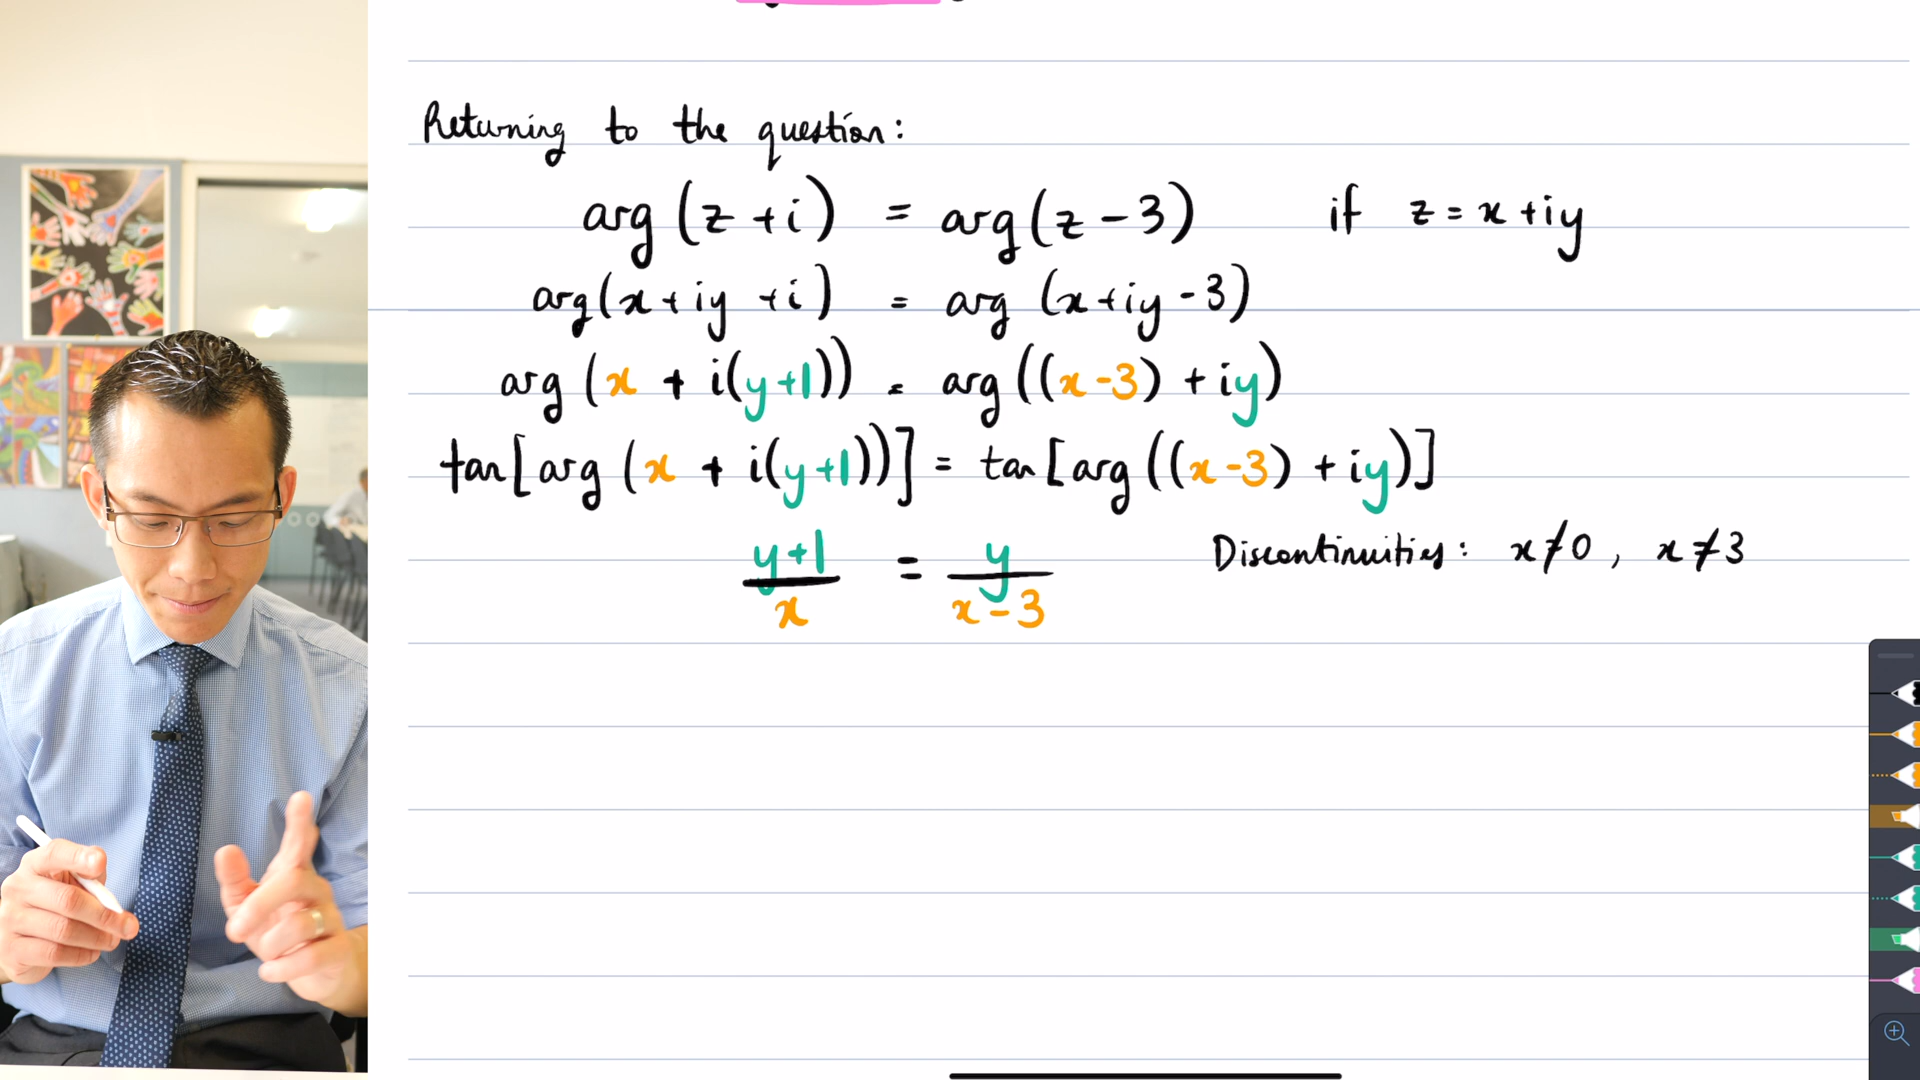 Returning to the question:
arg(z+i) = arg(z-3) if z = x+iy
arg(x+iy+i) = arg(x+iy-3)
arg(x + i(y+1)) = arg((x-3)+iy)
tan[arg(x + i(y+1))] = tan[arg((x-3)+iy)]
y+1/x = y/x-3 Discontinuities: x≠0, x≠3